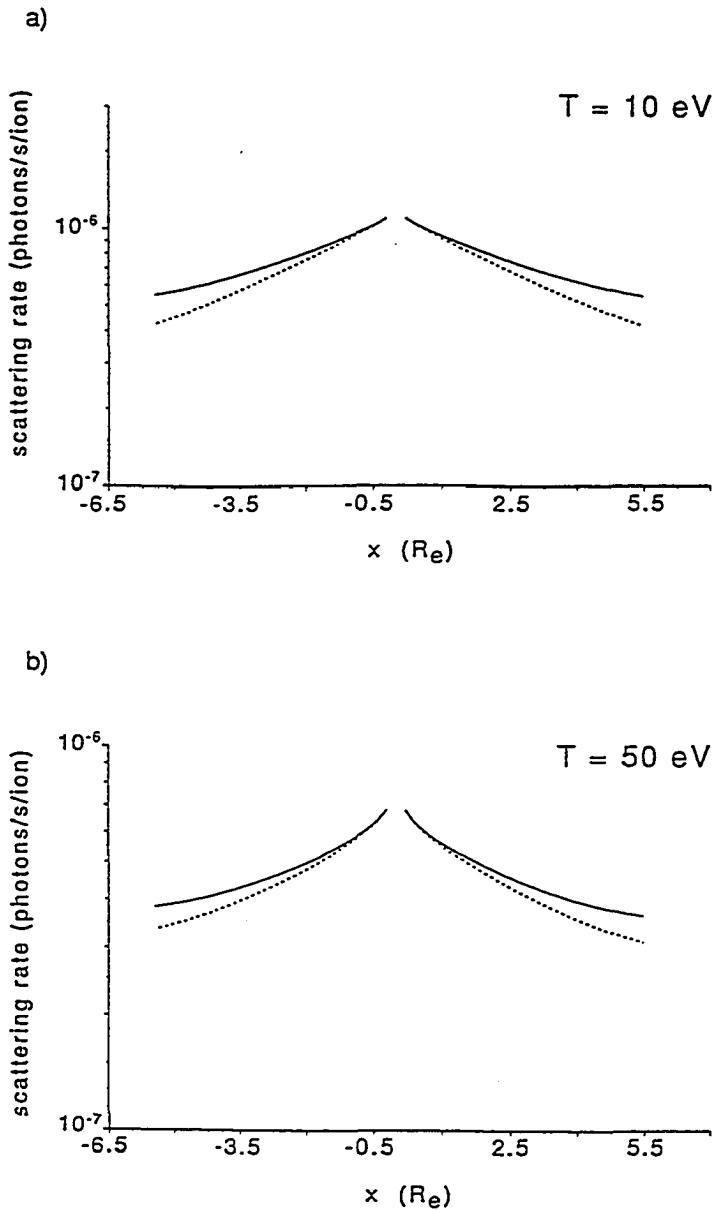 a)
T = 10 eV
scattering rate (photons/s/ion)
10⁻⁶
10⁻⁷
-6.5 -3.5 -0.5 2.5 5.5
x (Rₑ)
b)
T = 50 eV
scattering rate (photons/s/ion)
10⁻⁶
10⁻⁷
-6.5 -3.5 -0.5 2.5 5.5
x (Rₑ)